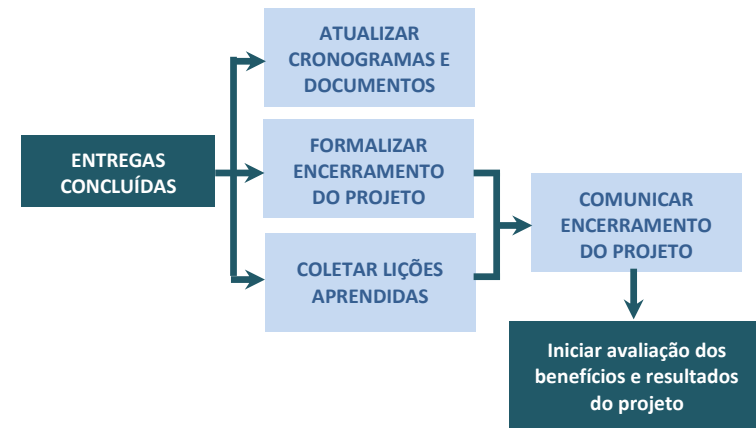 ATUALIZAR
CRONOGRAMAS E
DOCUMENTOS
ENTREGAS
CONCLUÍDAS
FORMALIZAR
ENCERRAMENTO
DO PROJETO
COLETAR LIÇÕES
APRENDIDAS
COMUNICAR
ENCERRAMENTO
DO PROJETO
Iniciar avaliação dos
benefícios e resultados
do projeto